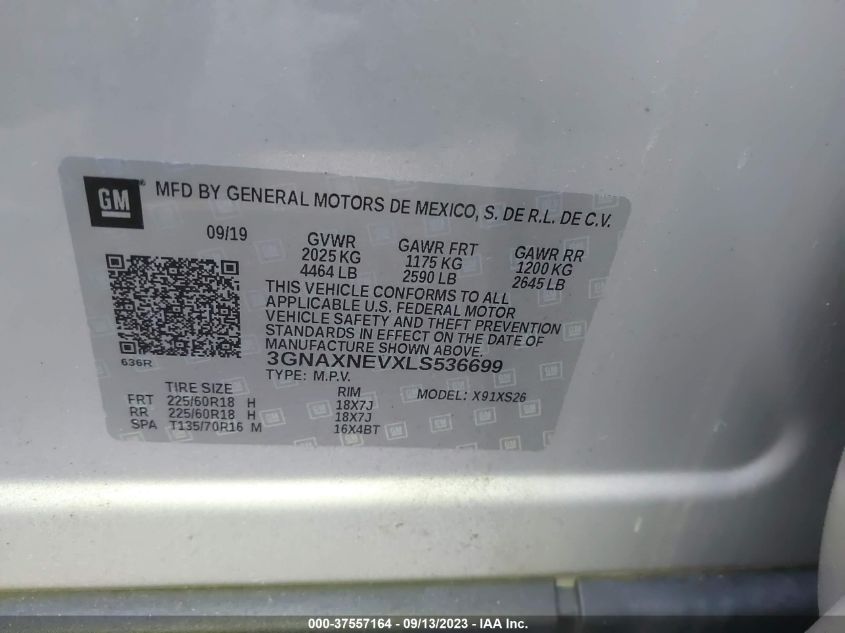 GM® MFD BY GENERAL MOTORS DE MEXICO, S. DE R.L. DE C.V.
09/19 GVWR GAWR FRT GAWR RR
2025 KG 1175 KG 1200 KG
4464 LB 2590 LB 2645 LB
THIS VEHICLE CONFORMS TO ALL
APPLICABLE U.S. FEDERAL MOTOR
VEHICLE SAFETY AND THEFT PREVENTION
STANDARDS IN EFFECT ON THE DATE OF
MANUFACTURE SHOWN ABOVE.
636R 3GNAXNEVXLS536699
TYPE: M.P.V.
TIRE SIZE RIM MODEL: X91XS26
FRT 225/60R18 H 18X7J
RR 225/60R18 H 18X7J
SPA T135/70R16 M 16X4BT
000-37557164 - 09/13/2023 - IAA Inc.